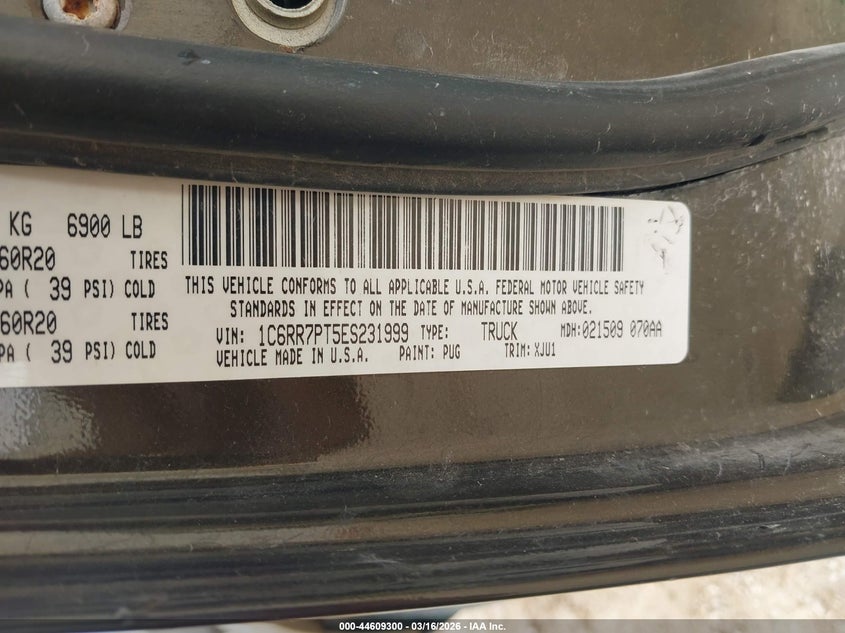 KG 6900 LB
60R20 TIRES
PA ( 39 PSI) COLD
60R20 TIRES
PA ( 39 PSI) COLD
THIS VEHICLE CONFORMS TO ALL APPLICABLE U.S.A. FEDERAL MOTOR VEHICLE SAFETY
STANDARDS IN EFFECT ON THE DATE OF MANUFACTURE SHOWN ABOVE.
VIN: 1C6RR7PT5ES231999 TYPE: TRUCK MDH:021509 070AA
VEHICLE MADE IN U.S.A. PAINT: PUG TRIM: XJU1
000-44609300 - 03/16/2026 - IAA Inc.